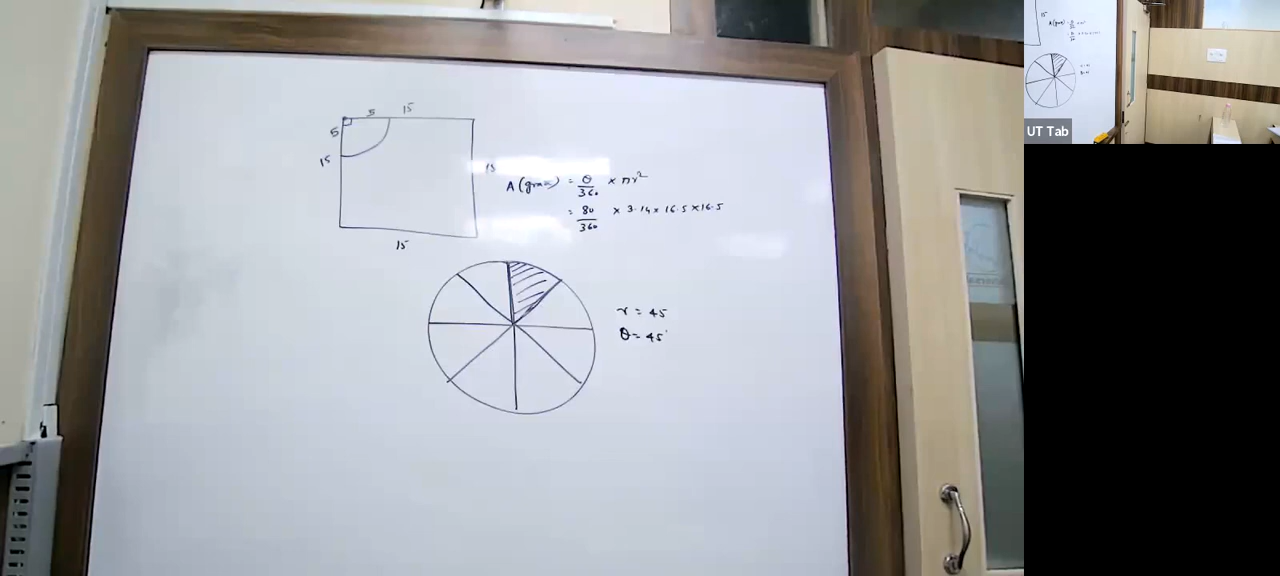 5 15
5
15
15
15
A (grass) = θ/360 × πr²
= 80/360 × 3.14 × 16.5 × 16.5
r = 45
θ = 45°
UT Tab